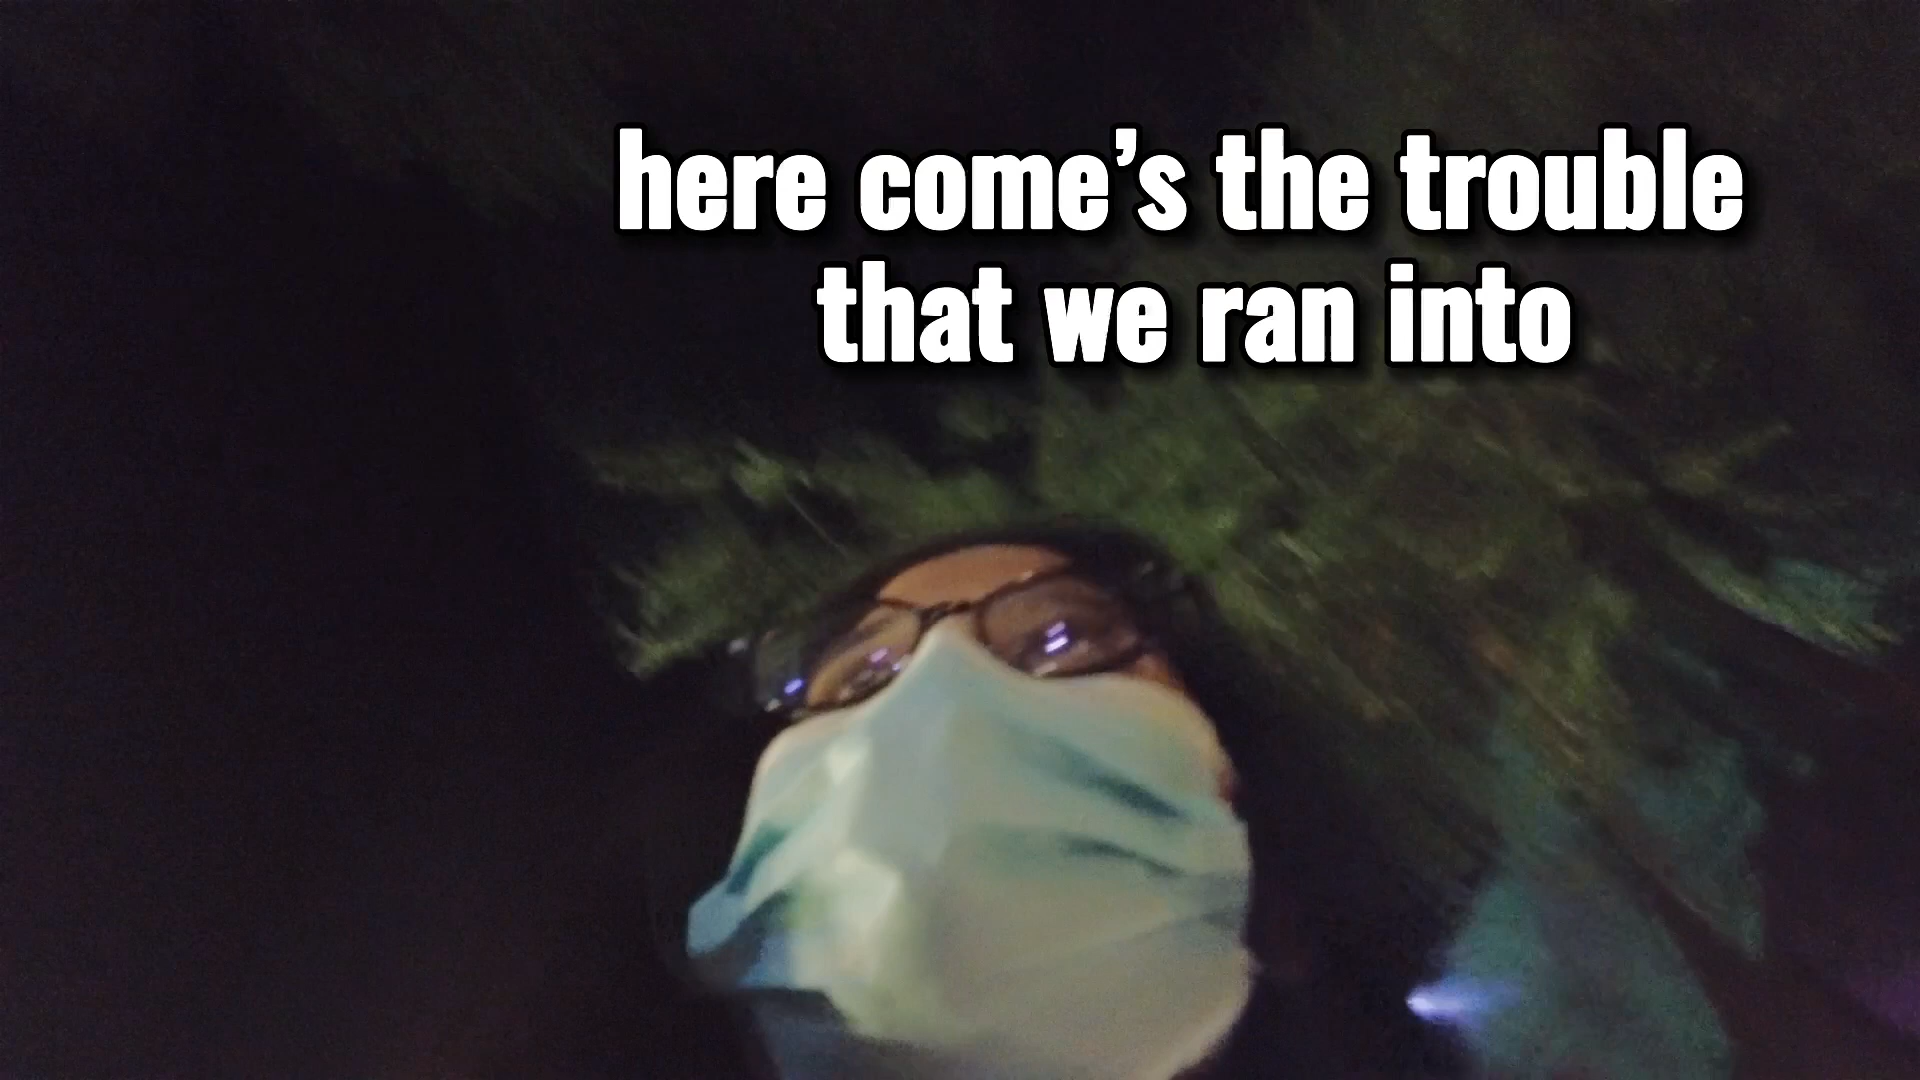 here come’s the trouble
that we ran into